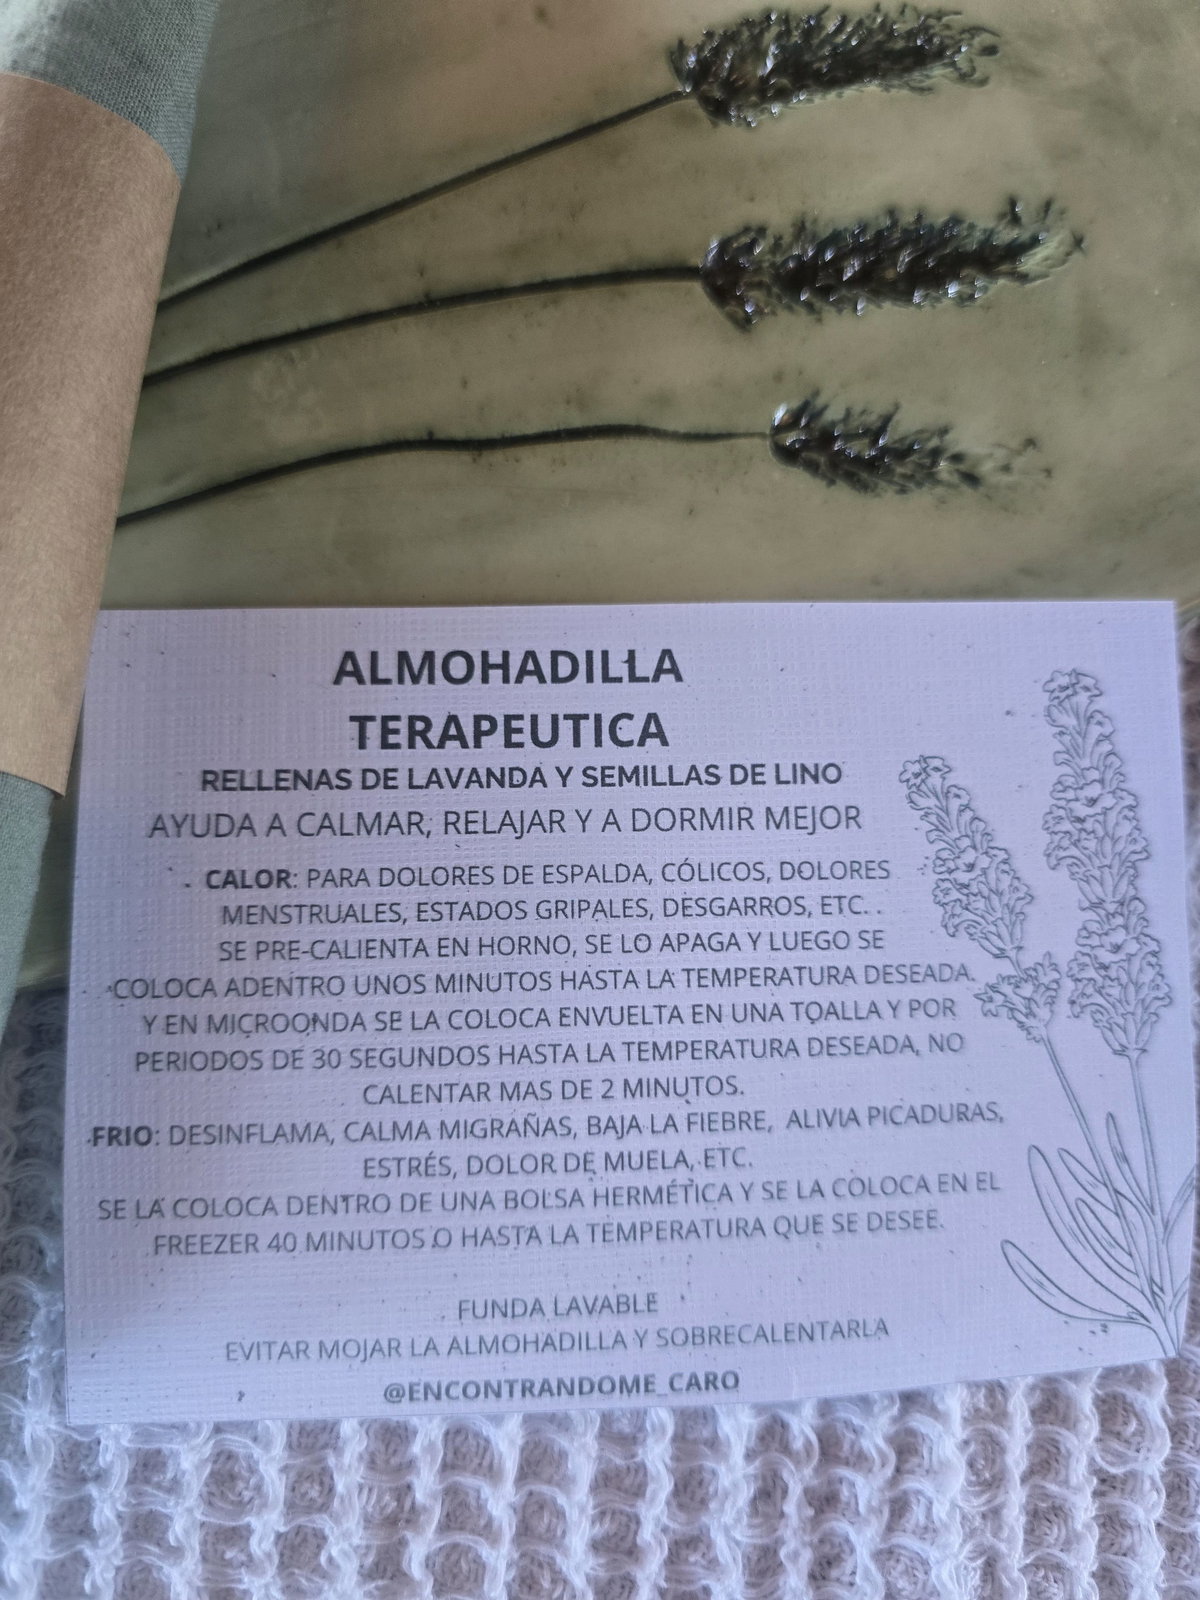 ALMOHADILLA
TERAPEUTICA
RELLENAS DE LAVANDA Y SEMILLAS DE LINO
AYUDA A CALMAR, RELAJAR Y A DORMIR MEJOR
CALOR: PARA DOLORES DE ESPALDA, CÓLICOS, DOLORES
MENSTRUALES, ESTADOS GRIPALES, DESGARROS, ETC. .
SE PRE-CALIENTA EN HORNO, SE LO APAGA Y LUEGO SE
COLOCA ADENTRO UNOS MINUTOS HASTA LA TEMPERATURA DESEADA.
Y EN MICROONDA SE LA COLOCA ENVUELTA EN UNA TOALLA Y POR
PERIODOS DE 30 SEGUNDOS HASTA LA TEMPERATURA DESEADA, NO
CALENTAR MAS DE 2 MINUTOS.
FRIO: DESINFLAMA, CALMA MIGRAÑAS, BAJA LA FIEBRE, ALIVIA PICADURAS,
ESTRÉS, DOLOR DE MUELA, ETC.
SE LA COLOCA DENTRO DE UNA BOLSA HERMÉTICA Y SE LA COLOCA EN EL
FREEZER 40 MINUTOS O HASTA LA TEMPERATURA QUE SE DESEE.
FUNDA LAVABLE
EVITAR MOJAR LA ALMOHADILLA Y SOBRECALENTARLA
@ENCONTRANDOME_CARO